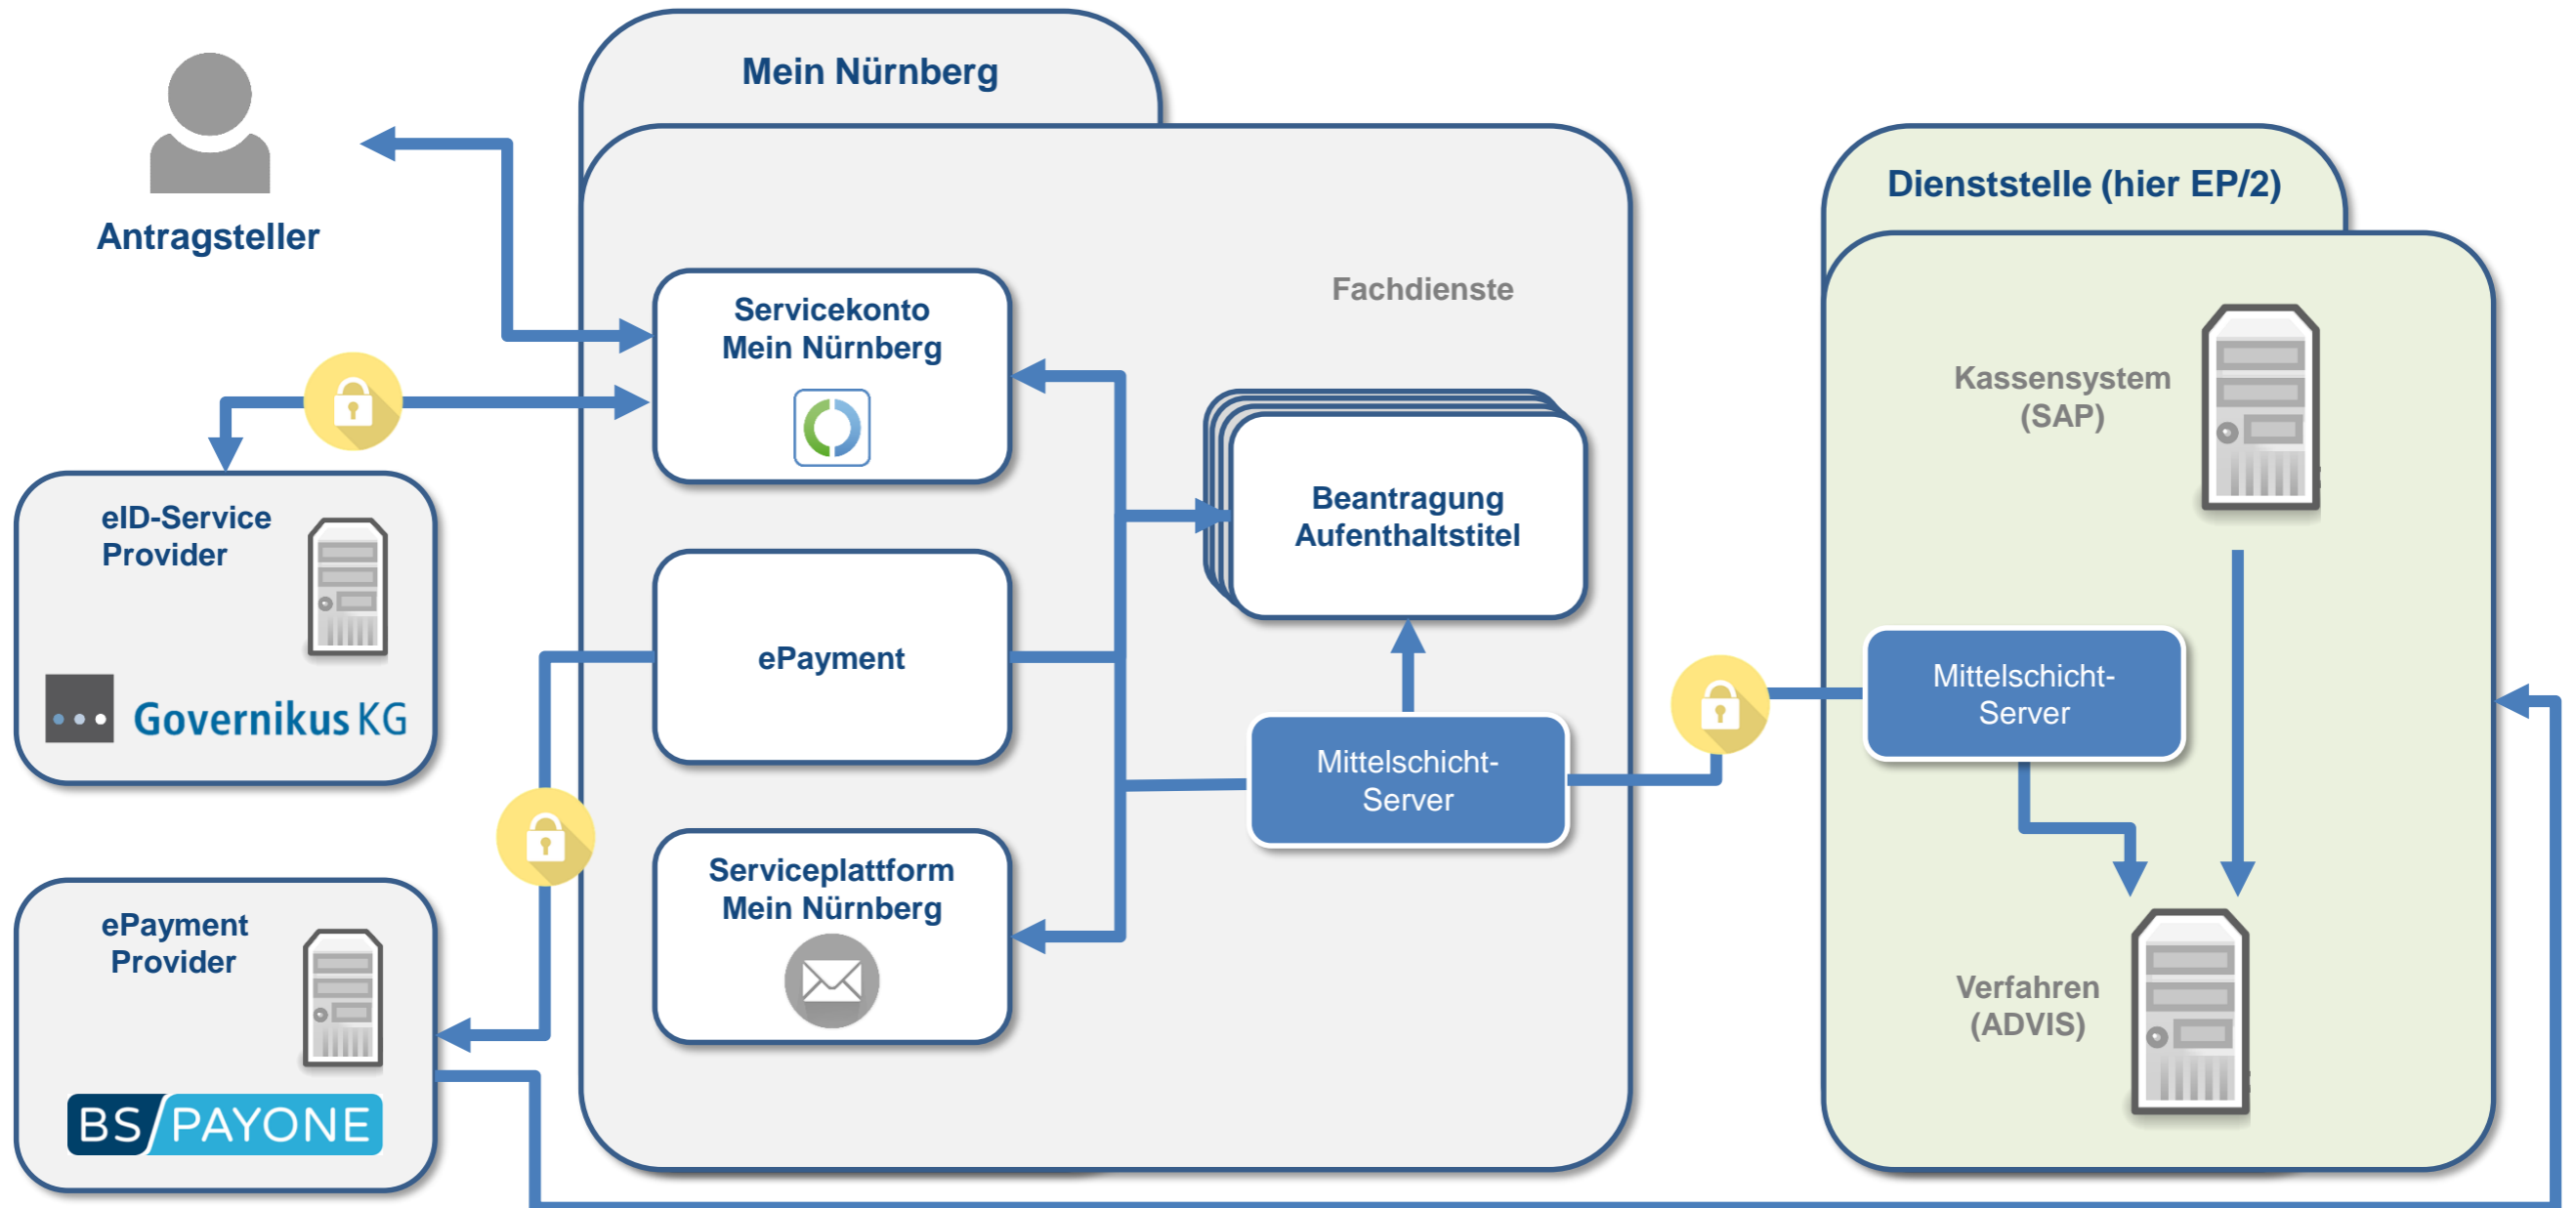 Mein Nürnberg
Antragsteller
Dienststelle (hier EP/2)
Servicekonto
Mein Nürnberg
Fachdienste
Kassensystem
(SAP)
eID-Service
Provider
Governikus KG
Beantragung
Aufenthaltstitel
ePayment
Mittelschicht-
Server
Mittelschicht-
Server
Serviceplattform
Mein Nürnberg
ePayment
Provider
BS PAYONE
Verfahren
(ADVIS)